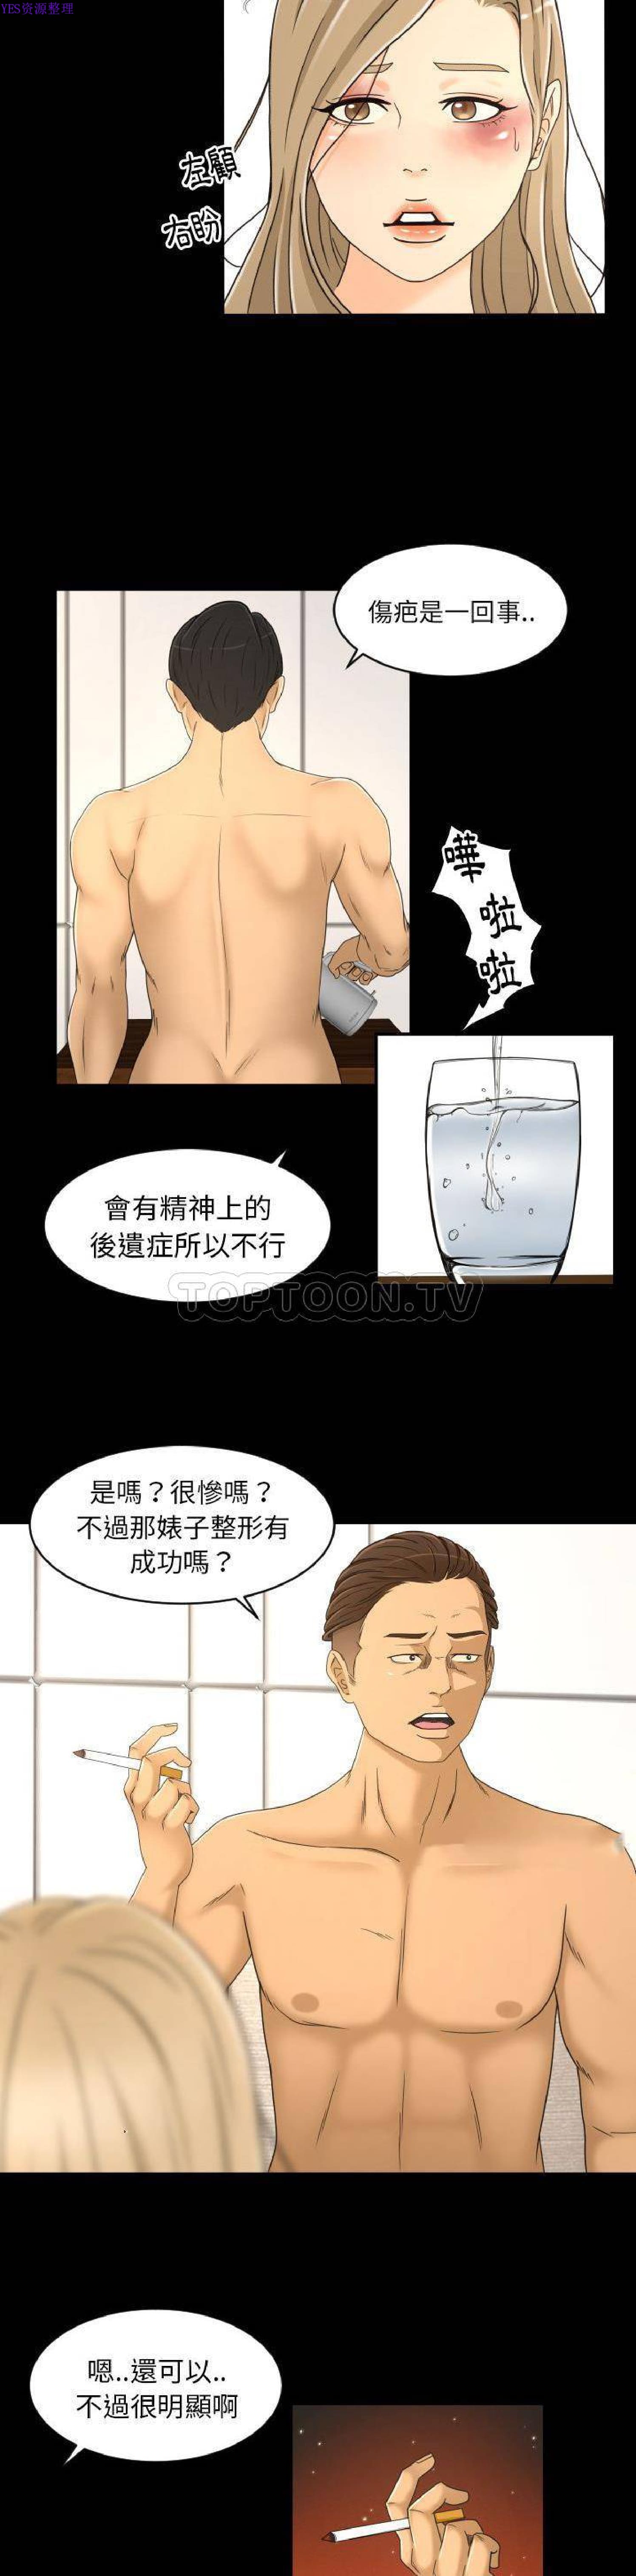 YES资源整理
左顧
右盼
傷疤是一回事..
嘩
啦
啦
會有精神上的
後遺症所以不行
TOPTOON.TV
是嗎？很慘嗎？
不過那婊子整形有
成功嗎？
嗯..還可以..
不過很明顯啊